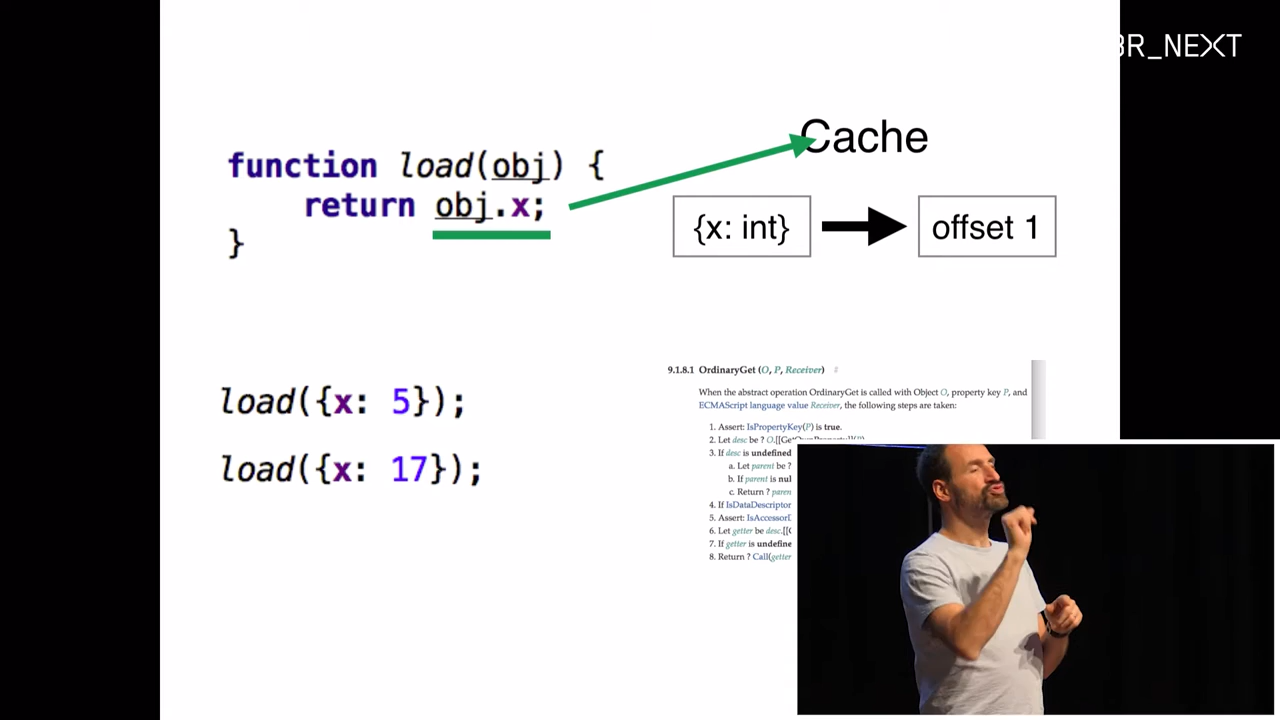 BR_NEXT
Cache
function load(obj) {
return obj.x;
}
{x: int}
offset 1
load({x: 5});
load({x: 17});
9.1.8.1 OrdinaryGet (O, P, Receiver)
When the abstract operation OrdinaryGet is called with Object O, property key P, and
ECMAScript language value Receiver, the following steps are taken:
1. Assert: IsPropertyKey(P) is true.
2. Let desc be ? O.[[GetOwnProperty]](P).
3. If desc is undefined
a. Let parent be ?
b. If parent is nul
c. Return ? paren
4. If IsDataDescriptor
5. Assert: IsAccessorD
6. Let getter be desc.[[G
7. If getter is undefine
8. Return ? Call(getter